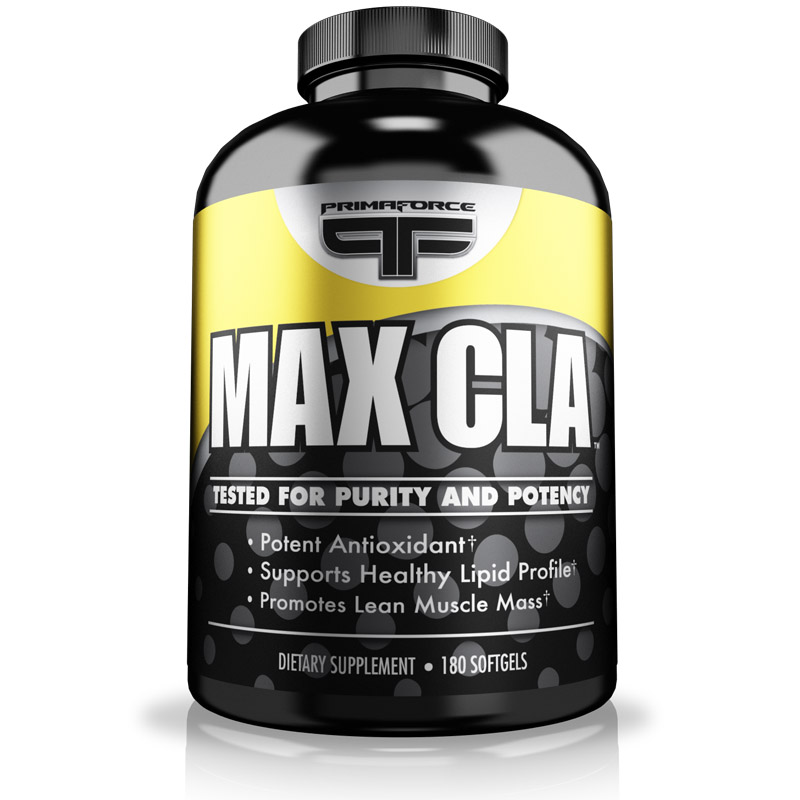 PRIMAFORCE
MAX CLA™
TESTED FOR PURITY AND POTENCY
• Potent Antioxidant†
• Supports Healthy Lipid Profile†
• Promotes Lean Muscle Mass†
DIETARY SUPPLEMENT • 180 SOFTGELS